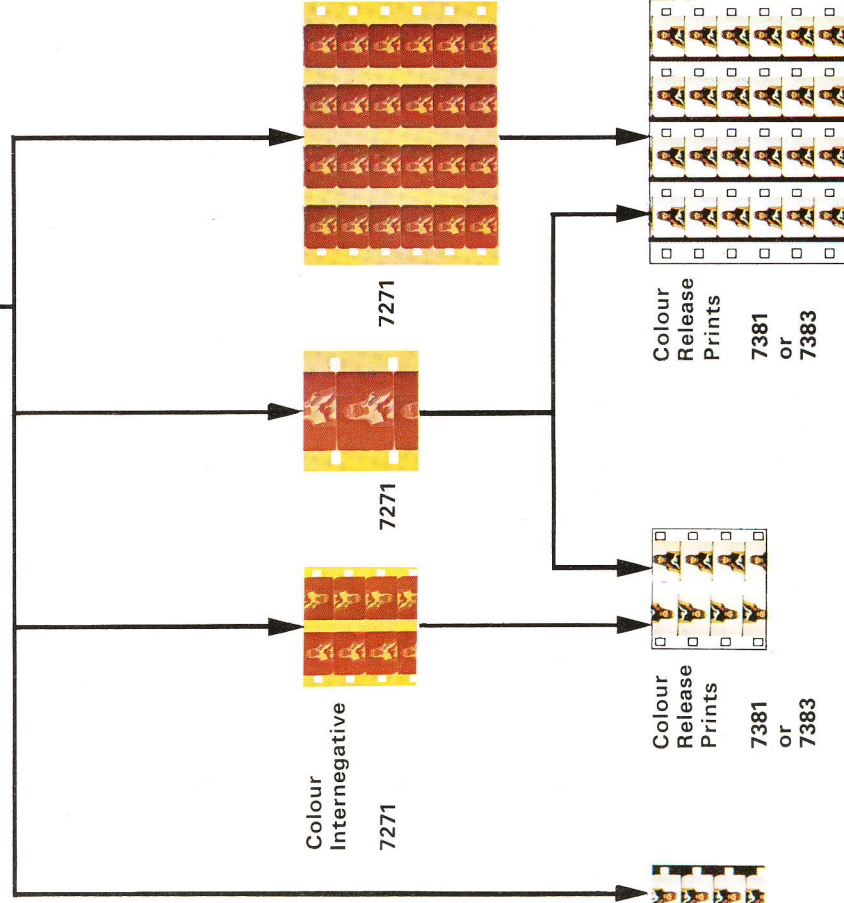 Colour
Internegative
7271
7271
7271
Colour
Release
Prints
7381
or
7383
Colour
Release
Prints
7381
or
7383